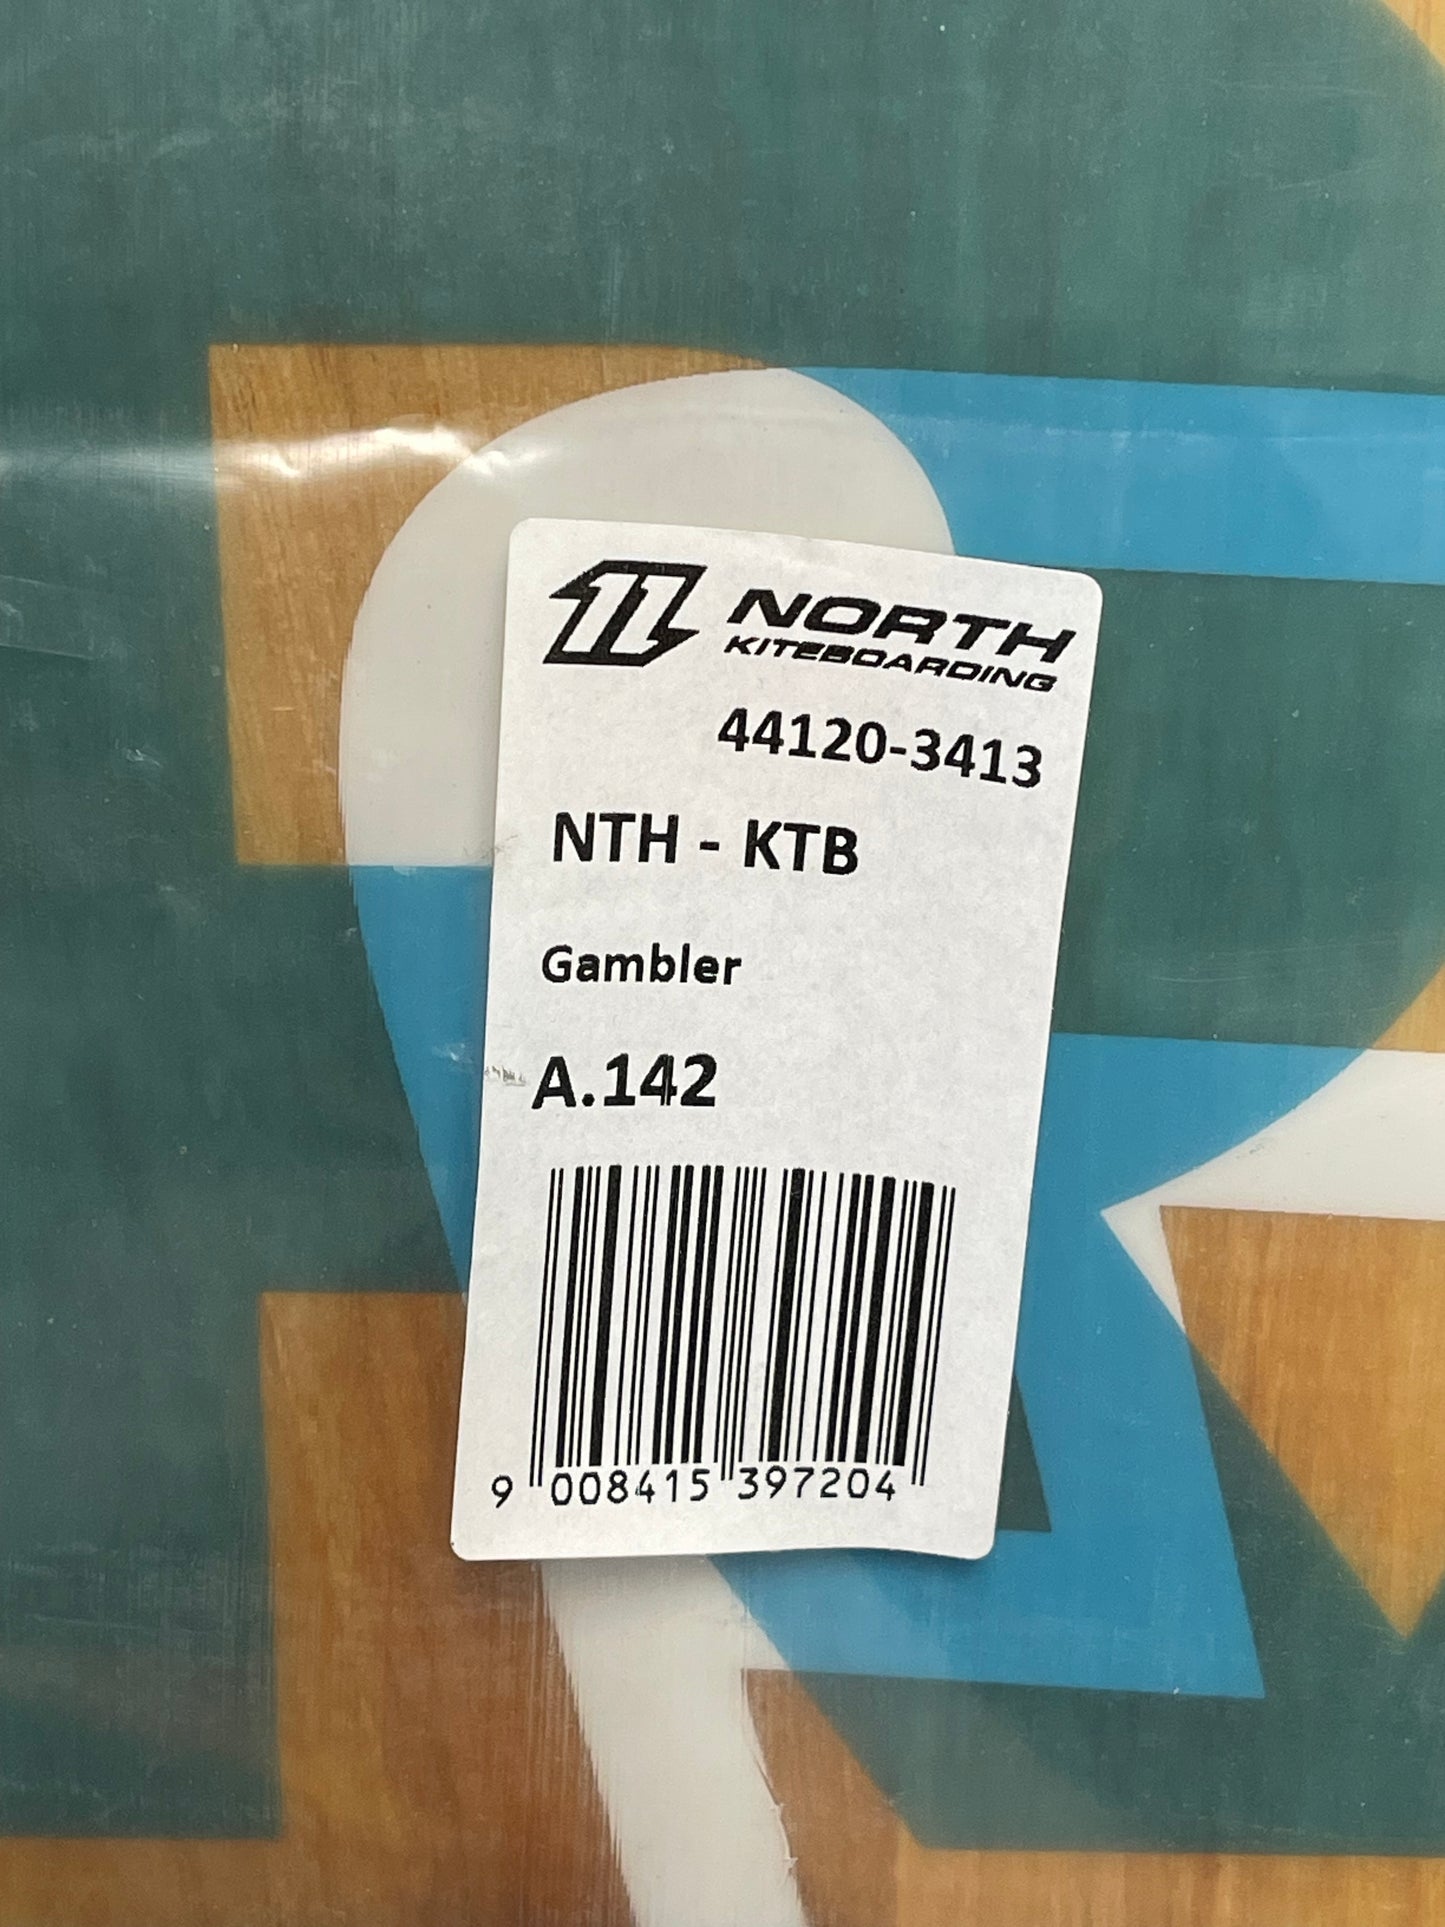 NORTH
KITEBOARDING
44120-3413
NTH - KTB
Gambler
A.142
9 008415 397204